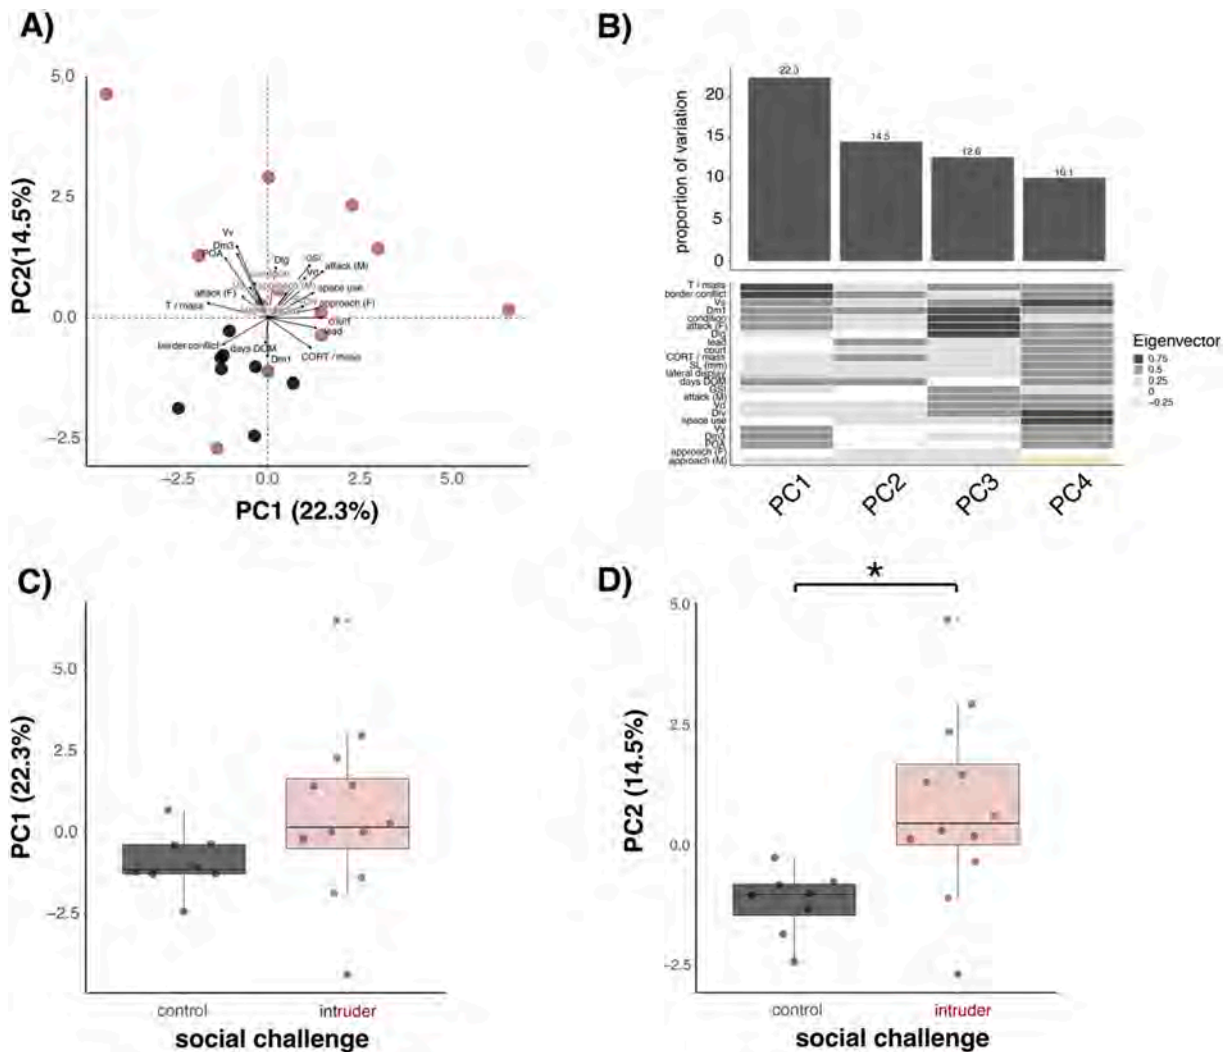 A)
5.0
2.5
0.0
−2.5
PC2(14.5%)
Vv
Dm3
POA
Dlg
GSI
Vd
attack (M)
attack (F)
space use
T / mass
approach (F)
court
lead
border conflict
days DOM
Dm1
CORT / mass
−2.5
0.0
2.5
5.0
PC1 (22.3%)
B)
proportion of variation
20
15
10
5
0
14.5
12.6
10.1
T / mass
border conflict
Vs
Dm1
condition
attack (F)
Dlg
lead
court
CORT / mass
SL (mm)
lateral display
days DOM
GSI
attack (M)
Vd
Dlv
space use
Vv
Dm3
POA
approach (F)
approach (M)
PC1
PC2
PC3
PC4
Eigenvector
0.75
0.5
0.25
0
−0.25
C)
PC1 (22.3%)
5.0
2.5
0.0
−2.5
control
intruder
social challenge
D)
*
PC2 (14.5%)
5.0
2.5
0.0
−2.5
control
intruder
social challenge